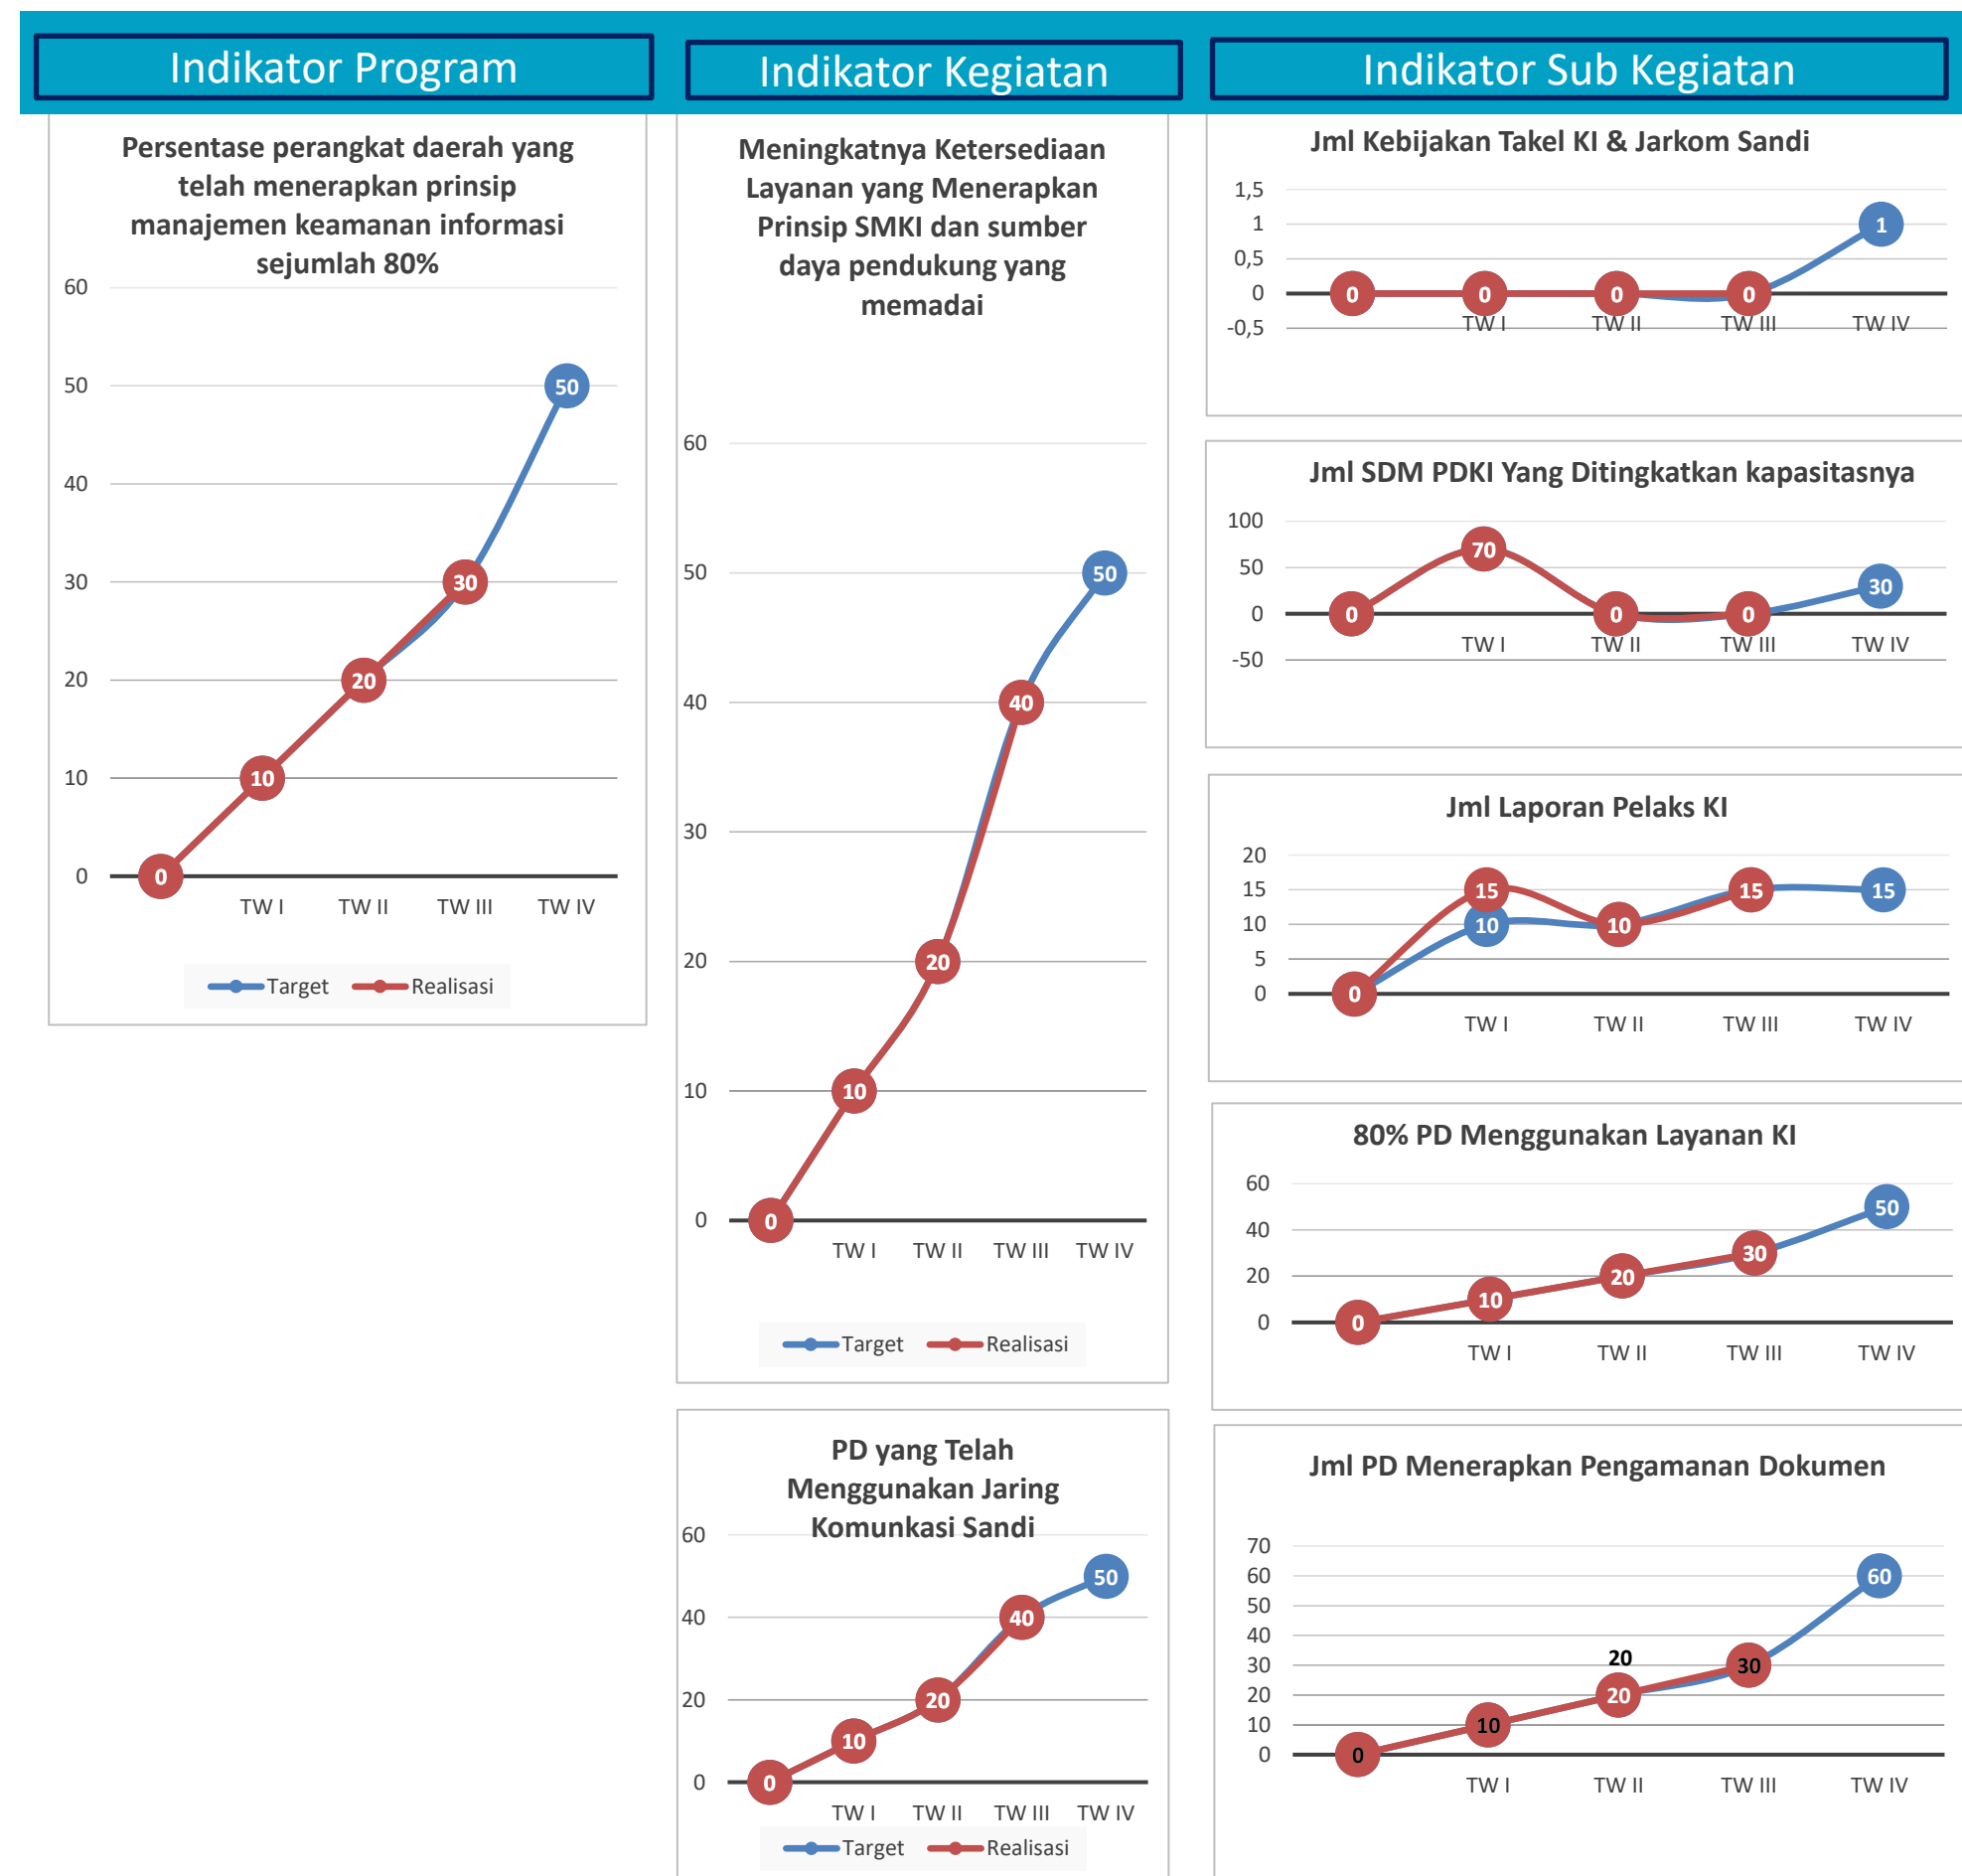 Indikator Program
Indikator Kegiatan
Indikator Sub Kegiatan
Persentase perangkat daerah yang
telah menerapkan prinsip
manajemen keamanan informasi
sejumlah 80%
60
50
40
30
20
10
0
50
30
20
10
0
TW I TW II TW III TW IV
Target Realisasi
Meningkatnya Ketersediaan
Layanan yang Menerapkan
Prinsip SMKI dan sumber
daya pendukung yang
memadai
60
50
40
30
20
10
0
50
40
20
10
0
TW I TW II TW III TW IV
Target Realisasi
PD yang Telah
Menggunakan Jaring
Komunkasi Sandi
60
40
20
0
50
40
20
10
0
TW I TW II TW III TW IV
Target Realisasi
Jml Kebijakan Takel KI & Jarkom Sandi
1,5
1
0,5
0
-0,5
0 0 0 0 1
TW I TW II TW III TW IV
Jml SDM PDKI Yang Ditingkatkan kapasitasnya
100
50
0
-50
0 70 0 0 30
TW I TW II TW III TW IV
Jml Laporan Pelaks KI
20
15
10
5
0
15 15 15
10 10
0
TW I TW II TW III TW IV
80% PD Menggunakan Layanan KI
60
40
20
0
0 10 20 30 50
TW I TW II TW III TW IV
Jml PD Menerapkan Pengamanan Dokumen
70
60
50
40
30
20
10
0
60
20
30
20
10
0
TW I TW II TW III TW IV